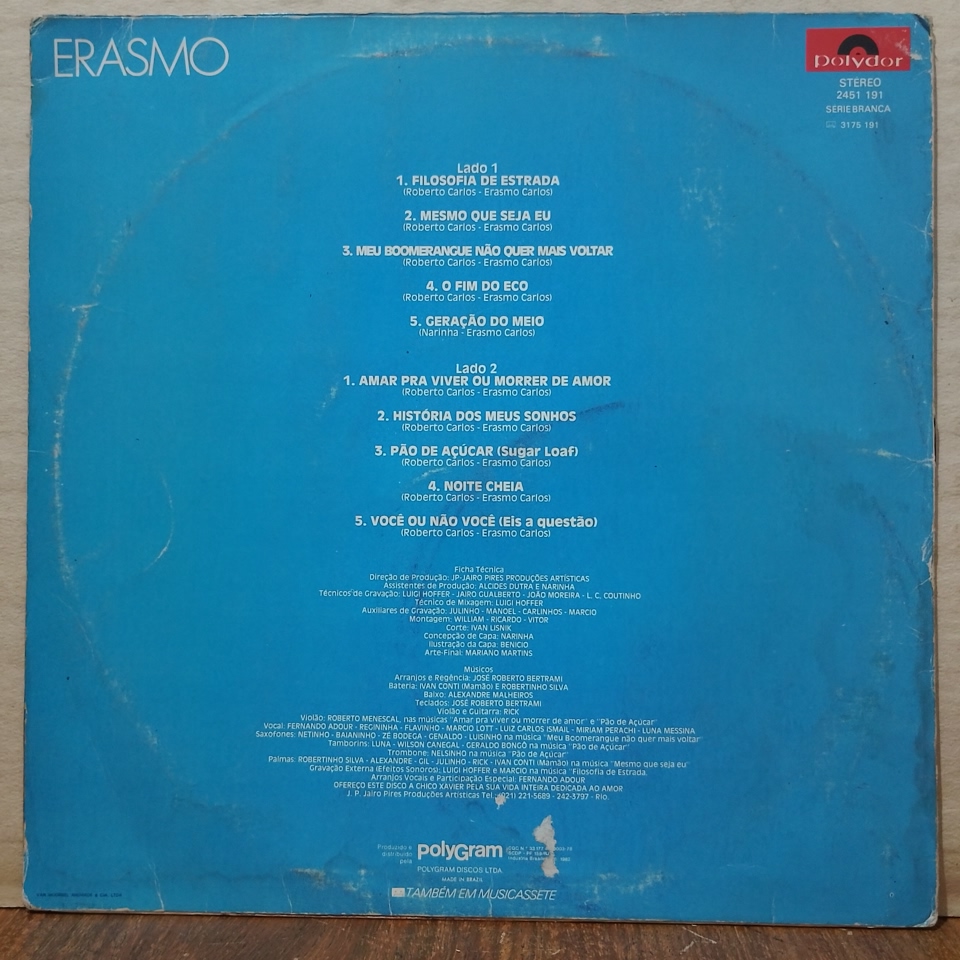 ERASMO
polydor
STÉREO
2451 191
SÉRIE BRANCA
3175 191
Lado 1
1. FILOSOFIA DE ESTRADA
(Roberto Carlos - Erasmo Carlos)
2. MESMO QUE SEJA EU
(Roberto Carlos - Erasmo Carlos)
3. MEU BOOMERANGUE NÃO QUER MAIS VOLTAR
(Roberto Carlos - Erasmo Carlos)
4. O FIM DO ECO
(Roberto Carlos - Erasmo Carlos)
5. GERAÇÃO DO MEIO
(Narinha - Erasmo Carlos)
Lado 2
1. AMAR PRA VIVER OU MORRER DE AMOR
(Roberto Carlos - Erasmo Carlos)
2. HISTÓRIA DOS MEUS SONHOS
(Roberto Carlos - Erasmo Carlos)
3. PÃO DE AÇÚCAR (Sugar Loaf)
(Roberto Carlos - Erasmo Carlos)
4. NOITE CHEIA
(Roberto Carlos - Erasmo Carlos)
5. VOCÊ OU NÃO VOCÊ (Eis a questão)
(Roberto Carlos - Erasmo Carlos)
Ficha Técnica
Direção de Produção: JP-JAIRO PIRES PRODUÇÕES ARTÍSTICAS
Assistentes de Produção: ALCIDES DUTRA E NARINHA
Técnicos de Gravação: LUIGI HOFFER - JAIRO GUALBERTO - JOÃO MOREIRA - L. C. COUTINHO
Técnico de Mixagem: LUIGI HOFFER
Auxiliares de Gravação: JULINHO - MANOEL - CARLINHOS - MARCIO
Montagem: WILLIAM - RICARDO - VITOR
Corte: IVAN LISNIK
Concepção de Capa: NARINHA
Ilustração da Capa: BENICIO
Arte-Final: MARIANO MARTINS
Músicos
Arranjos e Regência: JOSÉ ROBERTO BERTRAMI
Bateria: IVAN CONTI (Mamão) E ROBERTINHO SILVA
Baixo: ALEXANDRE MALHEIROS
Teclados: JOSÉ ROBERTO BERTRAMI
Violão e Guitarra: RICK
Violão: ROBERTO MENESCAL, nas músicas "Amar pra viver ou morrer de amor" e "Pão de Açúcar"
Vocal: FERNANDO ADOUR - REGININHA - FLAVINHO - MARCIO LOTT - LUIZ CARLOS ISMAIL - MIRIAM PERACHI - LUNA MESSINA
Saxofones: NETINHO - BAIANINHO - ZÉ BODEGA - GENALDO - LUISINHO na música "Meu Boomerangue não quer mais voltar"
Tamborins: LUNA - WILSON CANEGAL - GERALDO BONGÔ na música "Pão de Açúcar"
Trombone: NELSINHO na música "Pão de Açúcar"
Palmas: ROBERTINHO SILVA - ALEXANDRE - GIL - JULINHO - RICK - IVAN CONTI (Mamão) na música "Mesmo que seja eu"
Gravação Externa (Efeitos Sonoros): LUIGI HOFFER e MARCIO na música "Filosofia de Estrada.
Arranjos Vocais e Participação Especial: FERNANDO ADOUR
OFEREÇO ESTE DISCO A CHICO XAVIER PELA SUA VIDA INTEIRA DEDICADA AO AMOR
J. P. Jairo Pires Produções Artísticas Tel.: (021) 221-5689 - 242-3797 - Rio.
Produzido e
distribuído
pela
polyGram
POLYGRAM DISCOS LTDA
MADE IN BRAZIL
TAMBÉM EM MUSICASSETE